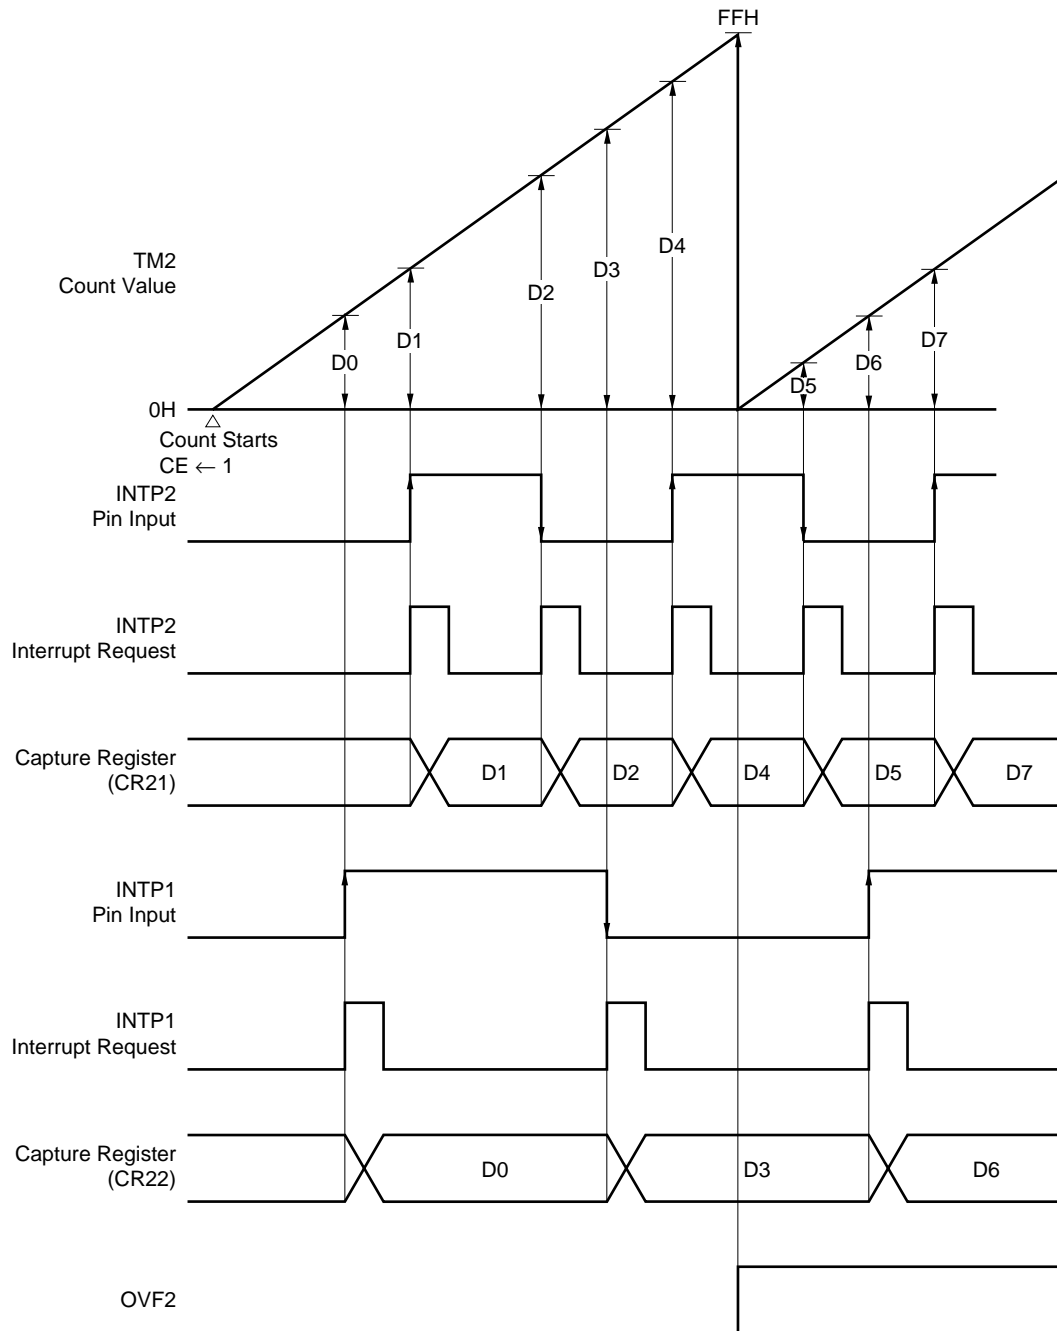 FFH
TM2
Count Value
D0
D1
D2
D3
D4
D5
D6
D7
0H
△
Count Starts
CE ← 1
INTP2
Pin Input
INTP2
Interrupt Request
Capture Register
(CR21)
D1
D2
D4
D5
D7
INTP1
Pin Input
INTP1
Interrupt Request
Capture Register
(CR22)
D0
D3
D6
OVF2